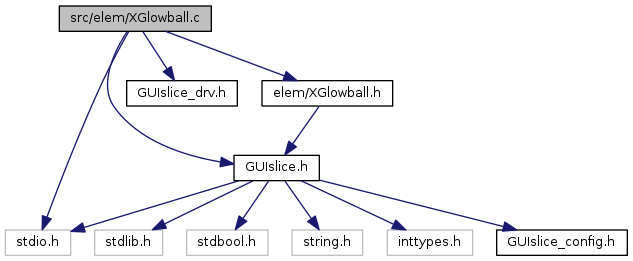 src/elem/XGlowball.c
GUIslice_drv.h
elem/XGlowball.h
GUIslice.h
stdio.h
stdlib.h
stdbool.h
string.h
inttypes.h
GUIslice_config.h